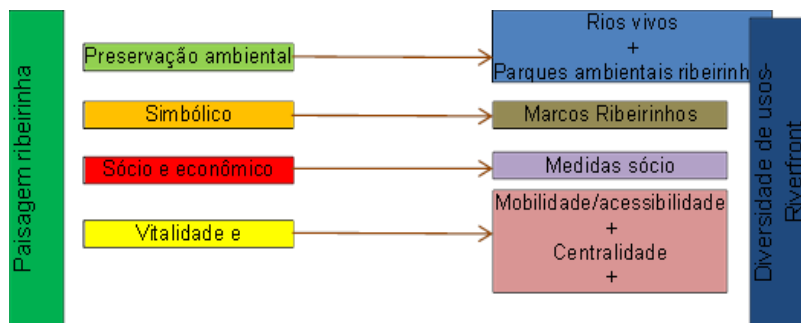 Paisagem ribeirinha
Preservação ambiental
Simbólico
Sócio e econômico
Vitalidade e
Rios vivos
+
Parques ambientais ribeirinh
Marcos Ribeirinhos
Medidas sócio
Mobilidade/acessibilidade
+
Centralidade
+
Diversidade de usos-
Riverfront